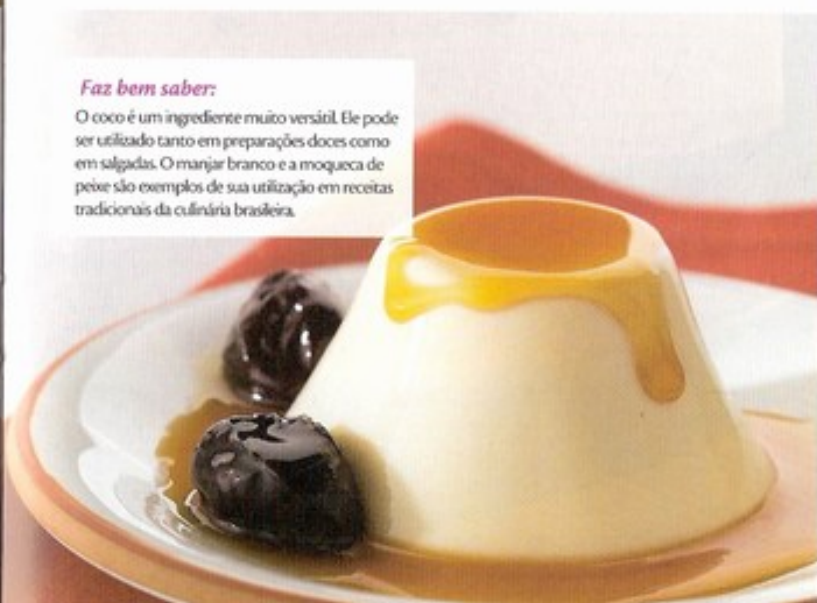 Faz bem saber:
O coco é um ingrediente muito versátil. Ele pode
ser utilizado tanto em preparações doces como
em salgadas. O manjar branco e a moqueca de
peixe são exemplos de sua utilização em receitas
tradicionais da culinária brasileira.